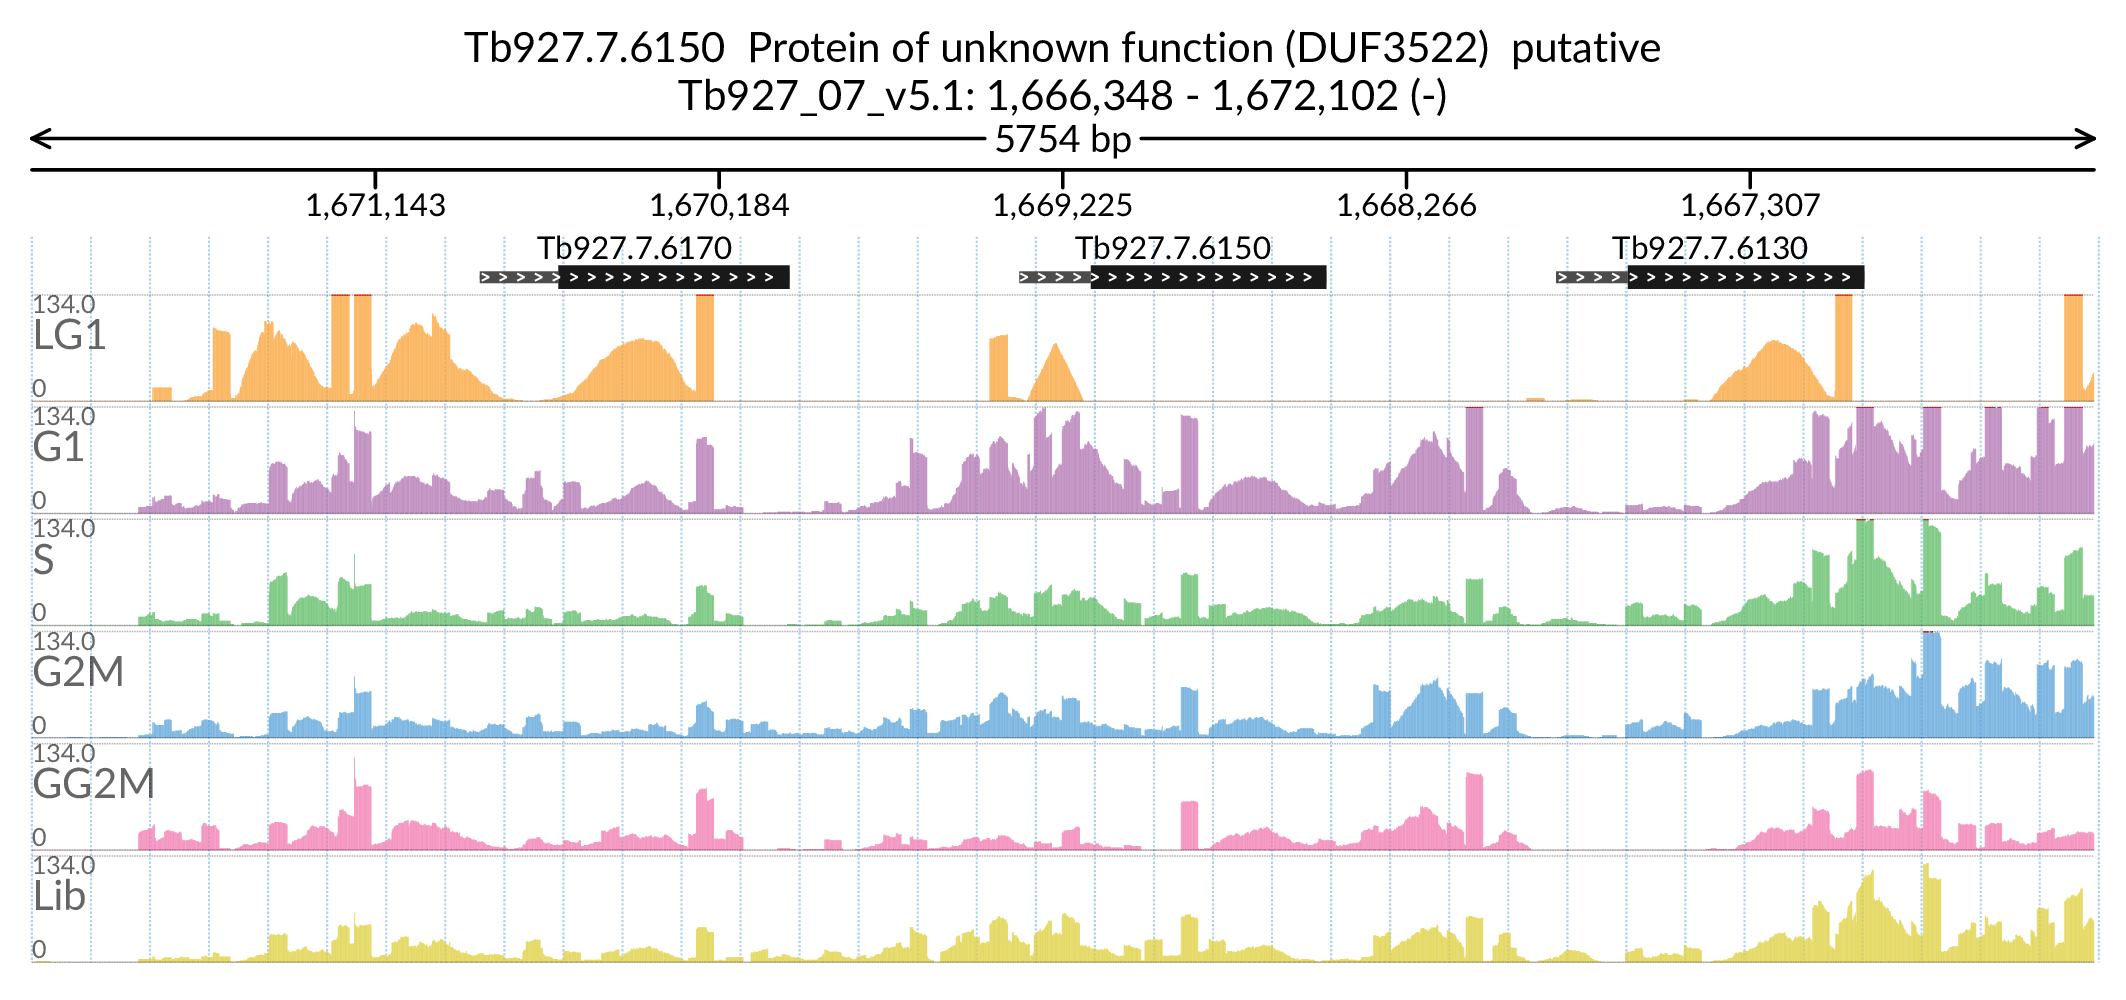 Tb927.7.6150  Protein of unknown function (DUF3522)  putative
Tb927_07_v5.1: 1,666,348 - 1,672,102 (-)
5754 bp
1,671,143 1,670,184 1,669,225 1,668,266 1,667,307
Tb927.7.6170 Tb927.7.6150 Tb927.7.6130
134.0
LG1
0
134.0
G1
0
134.0
S
0
134.0
G2M
0
134.0
GG2M
0
134.0
Lib
0